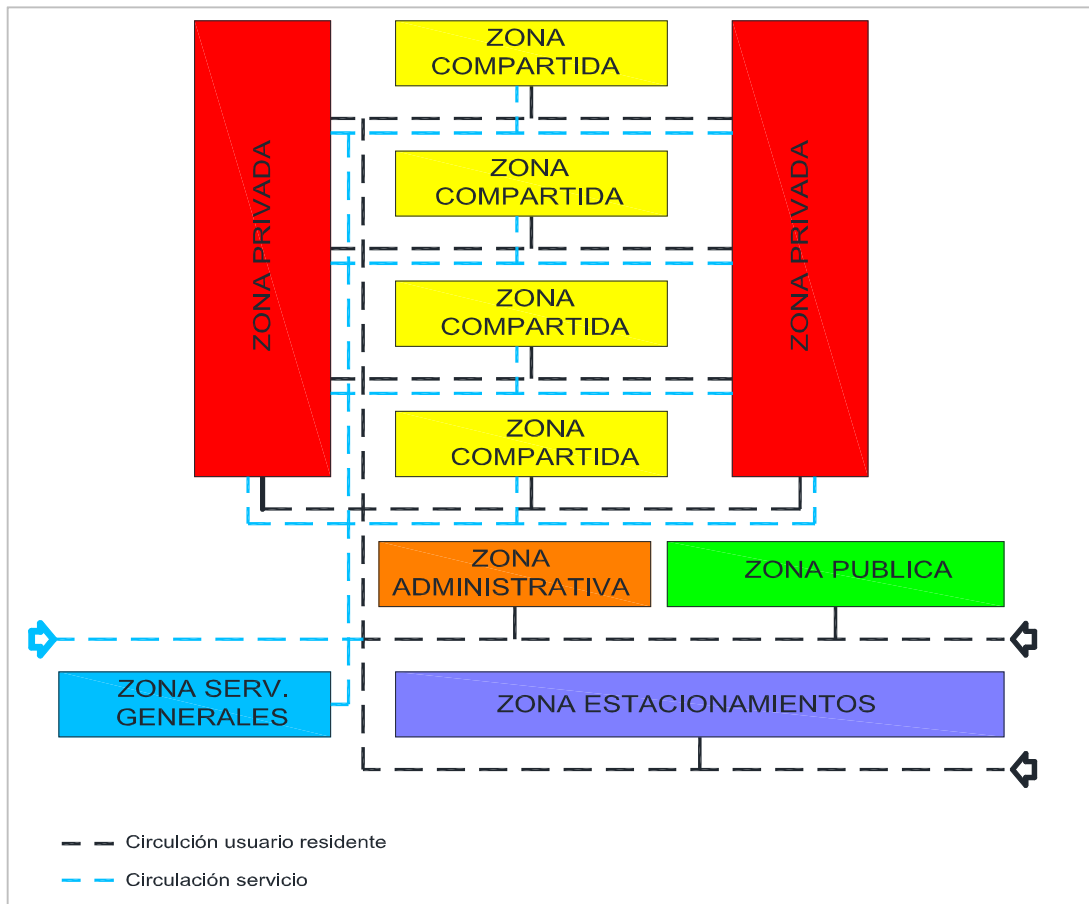 ZONA
COMPARTIDA
ZONA PRIVADA
ZONA
COMPARTIDA
ZONA PRIVADA
ZONA
COMPARTIDA
ZONA
COMPARTIDA
ZONA
ADMINISTRATIVA
ZONA PUBLICA
ZONA SERV.
GENERALES
ZONA ESTACIONAMIENTOS
Circulción usuario residente
Circulación servicio